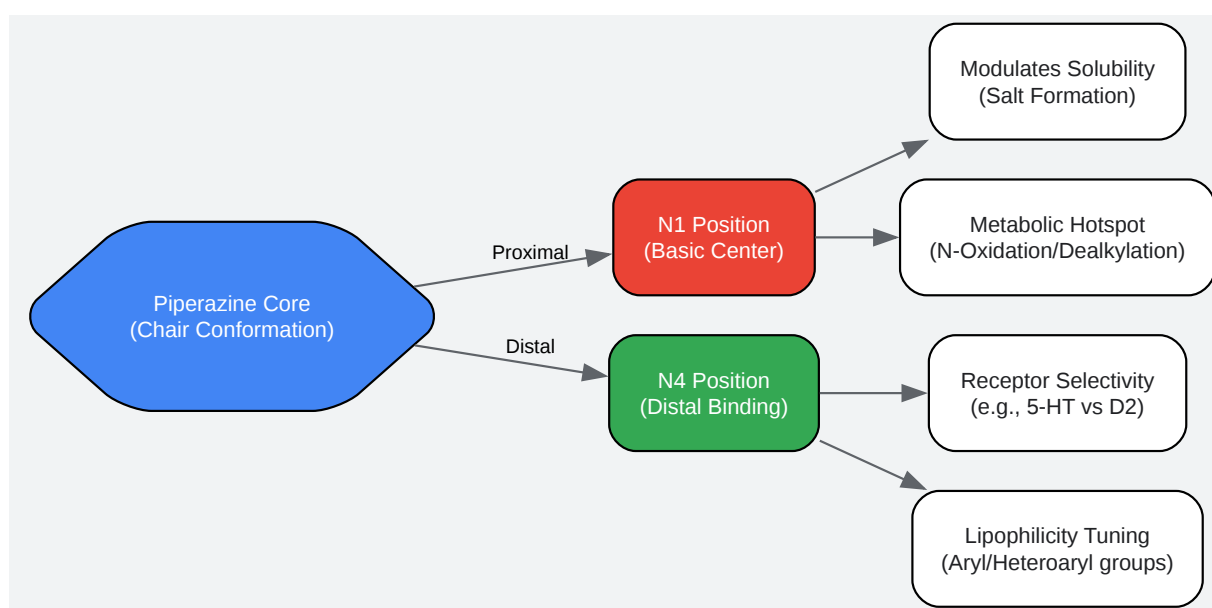 Piperazine Core
(Chair Conformation)
Proximal
Distal
N1 Position
(Basic Center)
N4 Position
(Distal Binding)
Modulates Solubility
(Salt Formation)
Metabolic Hotspot
(N-Oxidation/Dealkylation)
Receptor Selectivity
(e.g., 5-HT vs D2)
Lipophilicity Tuning
(Aryl/Heteroaryl groups)